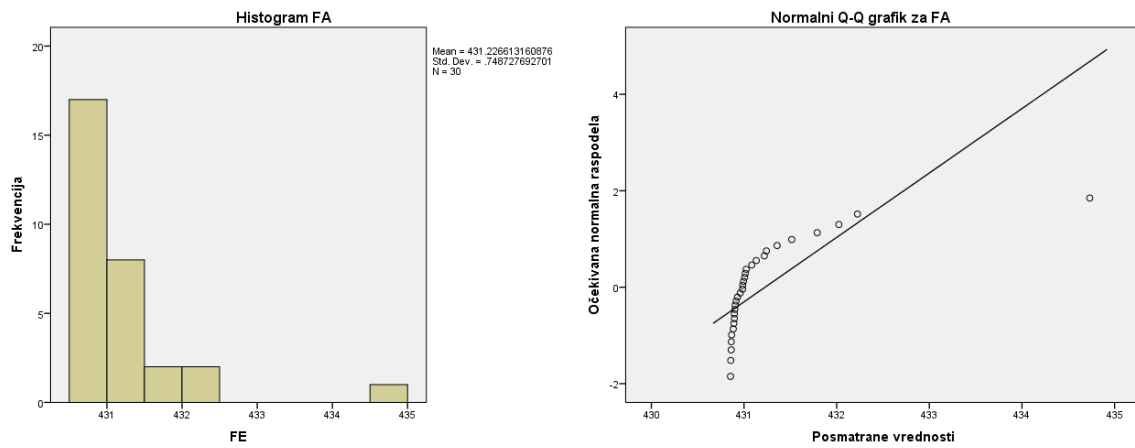 Histogram FA
Mean = 431.226613160876
Std. Dev. = .748727692701
N = 30
20
15
10
5
0
Frekvencija
431 432 433 434 435
FE
Normalni Q-Q grafik za FA
4
2
0
-2
Očekivana normalna raspodela
430 431 432 433 434 435
Posmatrane vrednosti